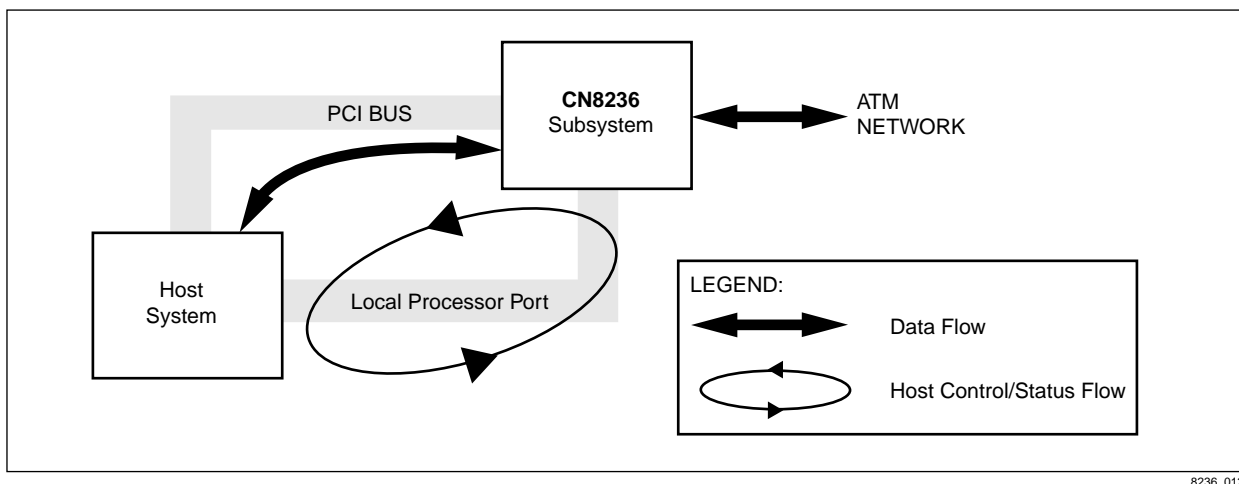 CN8236
Subsystem
PCI BUS
ATM
NETWORK
Host
System
Local Processor Port
LEGEND:
Data Flow
Host Control/Status Flow